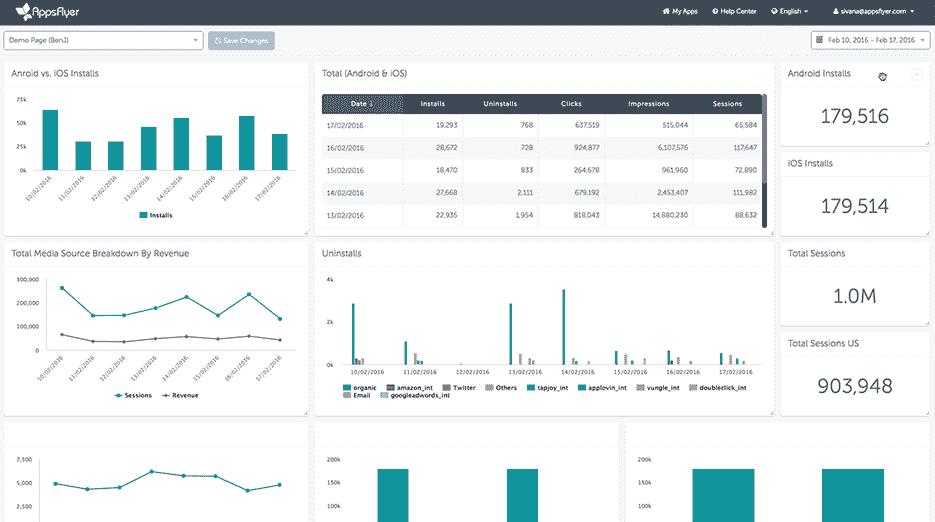 AppsFlyer
My Apps Help Center English sivana@appsflyer.com
Demo Page (BenJ) Save Changes Feb 10, 2016 - Feb 17, 2016
Anroid vs. iOS Installs
75k
50k
25k
0k
10/02/2016 11/02/2016 12/02/2016 13/02/2016 14/02/2016 15/02/2016 16/02/2016 17/02/2016
Installs
Total (Android & iOS)
Date ↓ Installs Uninstalls Clicks Impressions Sessions
17/02/2016 19,293 768 637,519 515,044 65,584
16/02/2016 28,672 728 924,877 6,107,576 117,647
15/02/2016 18,470 833 264,678 961,960 72,890
14/02/2016 27,668 2,111 679,192 2,453,407 111,982
13/02/2016 22,935 1,954 818,043 14,880,230 88,632
Android Installs
179,516
iOS Installs
179,514
Total Media Source Breakdown By Revenue
300,000
200,000
100,000
0
10/02/2016 11/02/2016 12/02/2016 13/02/2016 14/02/2016 15/02/2016 16/02/2016 17/02/2016
Sessions Revenue
Uninstalls
4k
2k
0k
10/02/2016 11/02/2016 12/02/2016 13/02/2016 14/02/2016 15/02/2016 16/02/2016 17/02/2016
organic amazon_int Twitter Others tapjoy_int applovin_int vungle_int doubleclick_int
Email googleadwords_int
Total Sessions
1.0M
Total Sessions US
903,948
7,500
5,000
2,500
200k
150k
100k
200k
150k
100k